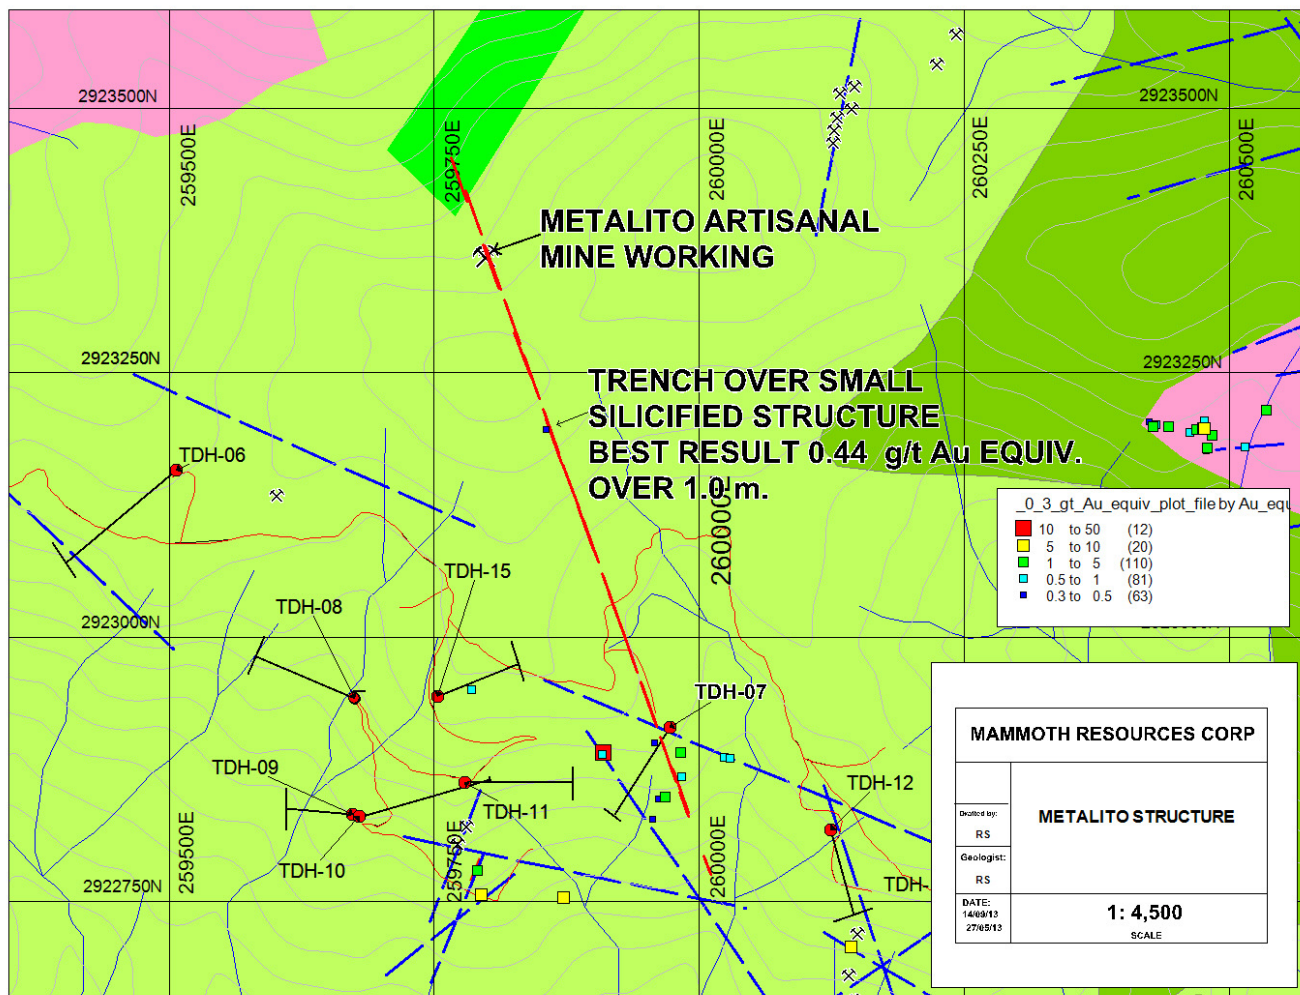 2923500N
2923500N
259500E
259750E
260000E
260250E
260500E
METALITO ARTISANAL
MINE WORKING
2923250N
2923250N
TRENCH OVER SMALL
SILICIFIED STRUCTURE
BEST RESULT 0.44 g/t Au EQUIV.
OVER 1.0 m.
TDH-06
260000E
_0_3_gt_Au_equiv_plot_file by Au_equ
10 to 50 (12)
5 to 10 (20)
1 to 5 (110)
0.5 to 1 (81)
0.3 to 0.5 (63)
TDH-15
TDH-08
2923000N
TDH-07
MAMMOTH RESOURCES CORP
TDH-09
TDH-11
TDH-12
Drafted by:
RS
METALITO STRUCTURE
259500E
259750E
260000E
TDH-10
Geologist:
RS
2922750N
TDH-
DATE:
14/09/13
27/05/13
1: 4,500
SCALE